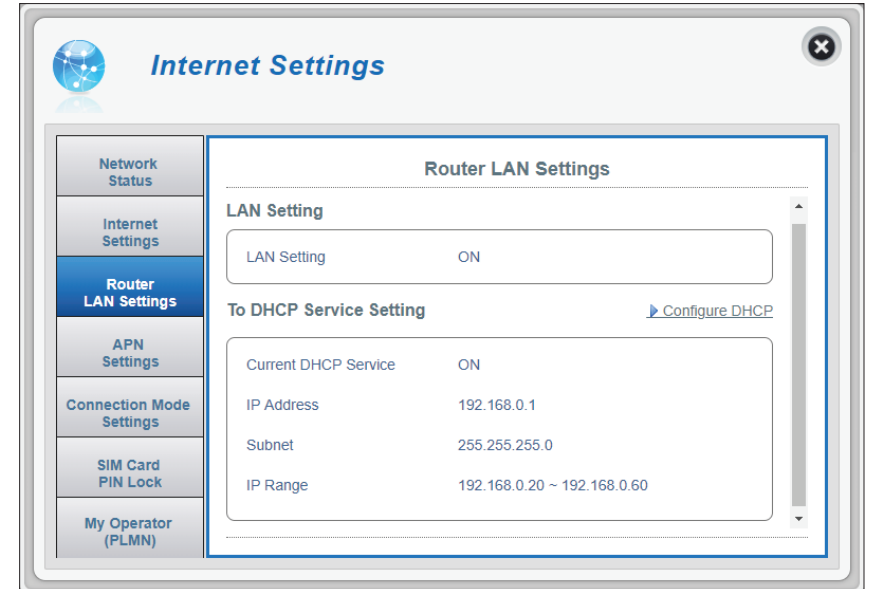 Internet Settings
Network
Status
Internet
Settings
Router
LAN Settings
APN
Settings
Connection Mode
Settings
SIM Card
PIN Lock
My Operator
(PLMN)
Router LAN Settings
LAN Setting
LAN Setting ON
To DHCP Service Setting Configure DHCP
Current DHCP Service ON
IP Address 192.168.0.1
Subnet 255.255.255.0
IP Range 192.168.0.20 ~ 192.168.0.60